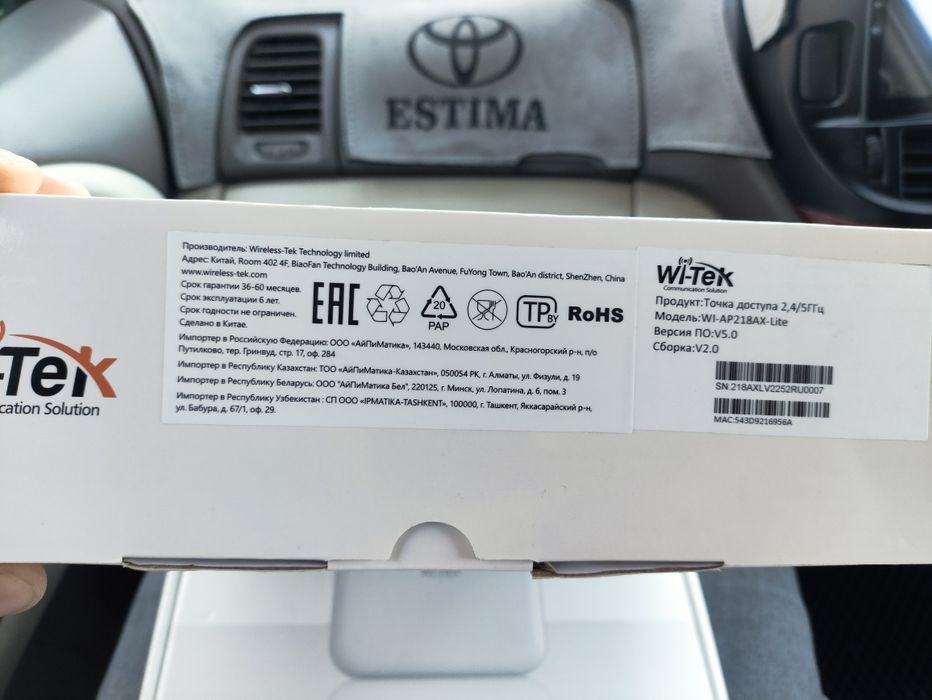 ESTIMA
Производитель: Wireless-Tek Technology limited
Адрес: Китай, Room 402 4F, BiaoFan Technology Building, Bao'An Avenue, FuYong Town, Bao'An district, ShenZhen, China
www.wireless-tek.com
Срок гарантии 36-60 месяцев.
Срок эксплуатации 6 лет.
Срок годности не ограничен.
Сделано в Китае.
EAC
20
PAP
TP
BY
RoHS
Импортер в Российскую Федерацию: ООО «АйПиМатика», 143440, Московская обл., Красногорский р-н, п/о
Путилково, тер. Гринвуд, стр. 17, оф. 284
Импортер в Республику Казахстан: ТОО «АйПиМатика-Казахстан», 050054 РК, г. Алматы, ул. Физули, д. 19
Импортер в Республику Беларусь: ООО "АйПиМатика Бел", 220125, г. Минск, ул. Лопатина, д. 6, пом. 3
Импортер в Республику Узбекистан : СП ООО «IPMATIKA-TASHKENT», 100000, г. Ташкент, Яккасарайский р-н,
ул. Бабура, д. 67/1, оф. 29.
Wi-Tek
Communication Solution
Продукт:Точка доступа 2,4/5ГГц
Модель:WI-AP218AX-Lite
Версия ПО:V5.0
Сборка:V2.0
SN:218AXLV2252RU0007
MAC:543D9216956A
-Tek
cation Solution